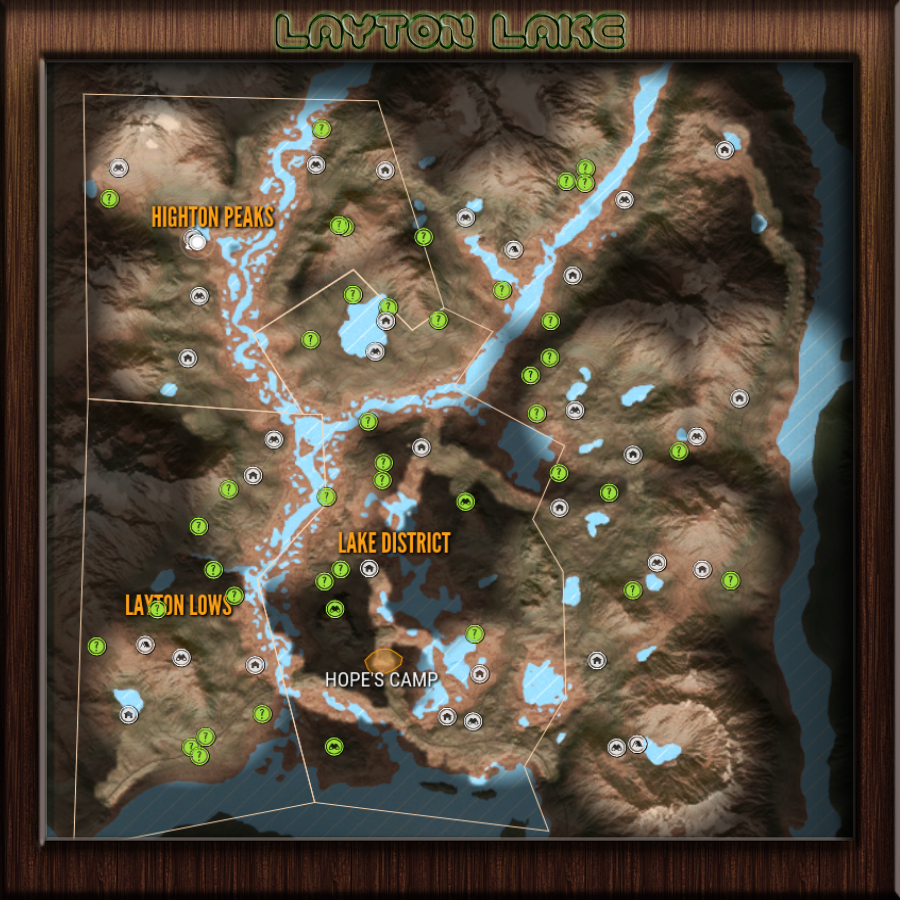 LAYTON LAKE
HIGHTON PEAKS
LAKE DISTRICT
LAYTON LOWS
HOPE'S CAMP